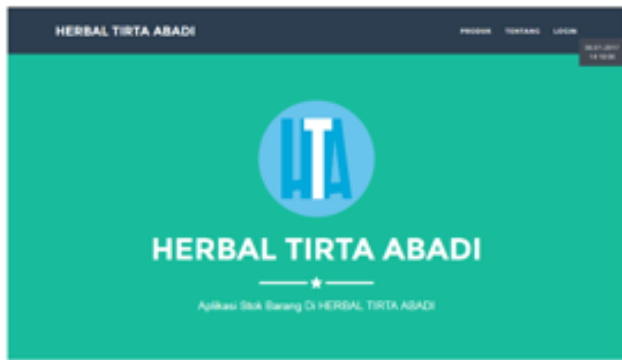 HERBAL TIRTA ABADI
PRODUK TENTANG LOGIN
HTA
HERBAL TIRTA ABADI
Aplikasi Stok Barang Di HERBAL TIRTA ABADI